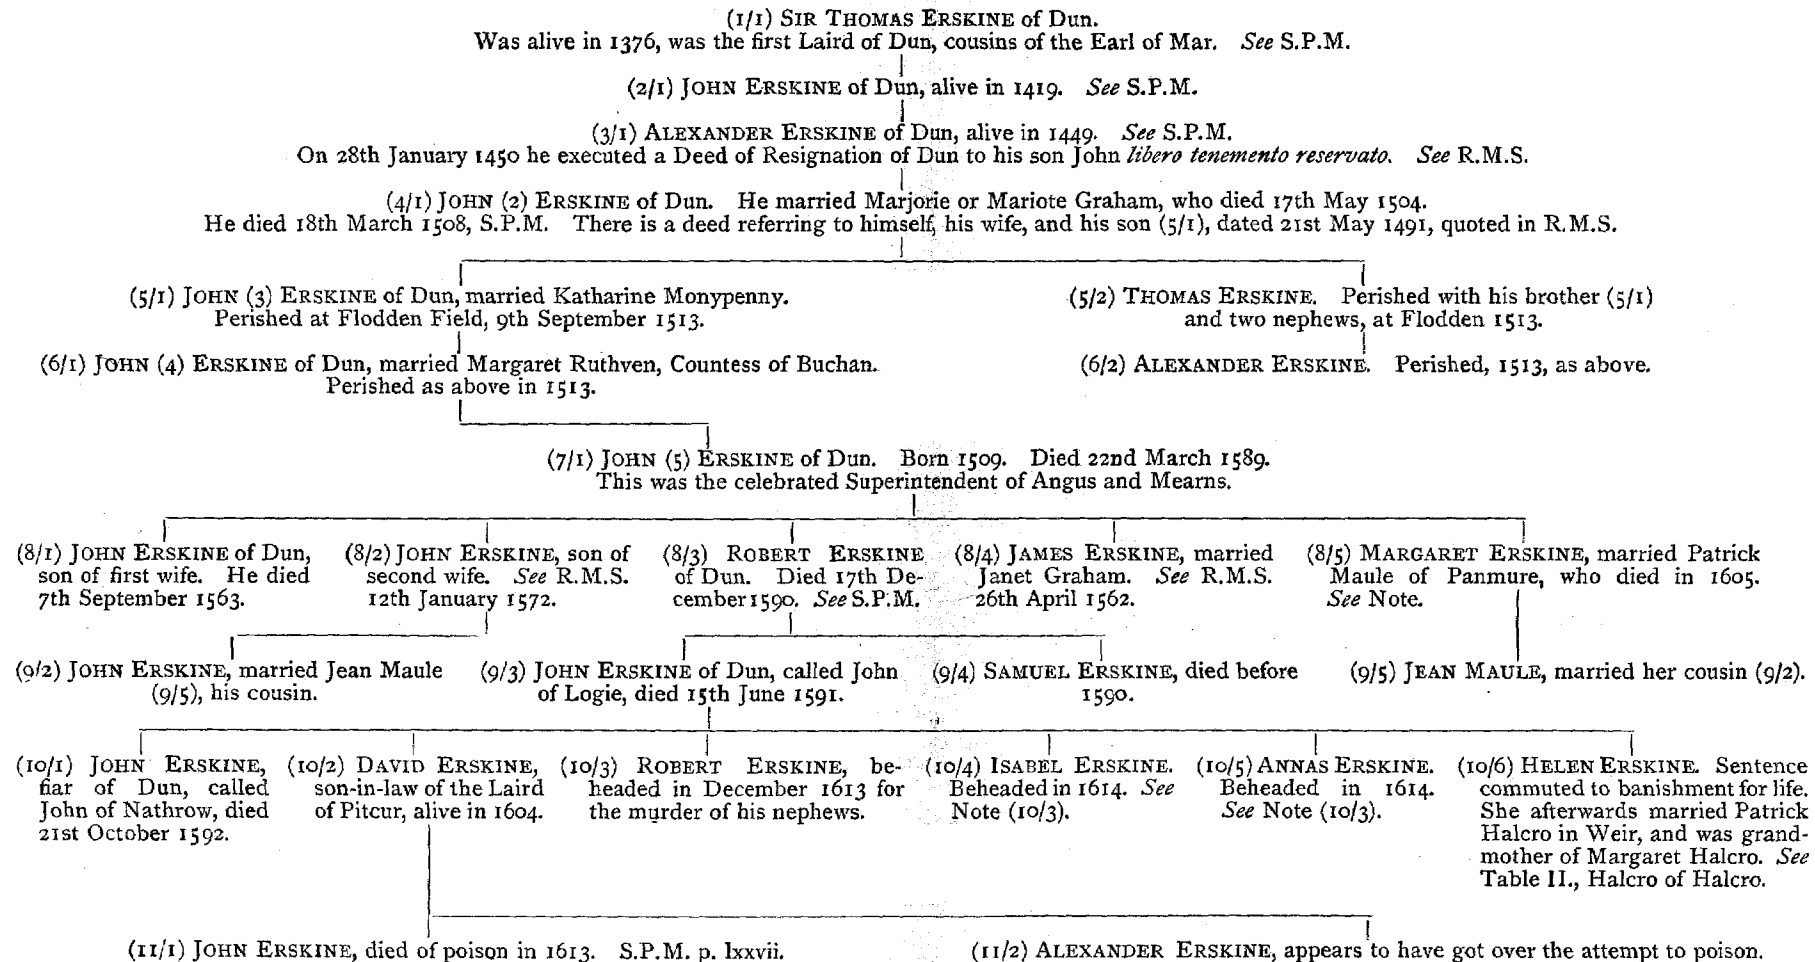 (1/1) SIR THOMAS ERSKINE of Dun.
Was alive in 1376, was the first Laird of Dun, cousins of the Earl of Mar. See S.P.M.
(2/1) JOHN ERSKINE of Dun, alive in 1419. See S.P.M.
(3/1) ALEXANDER ERSKINE of Dun, alive in 1449. See S.P.M.
On 28th January 1450 he executed a Deed of Resignation of Dun to his son John libero tenemento reservato. See R.M.S.
(4/1) JOHN (2) ERSKINE of Dun. He married Marjorie or Mariote Graham, who died 17th May 1504.
He died 18th March 1508, S.P.M. There is a deed referring to himself, his wife, and his son (5/1), dated 21st May 1491, quoted in R.M.S.
(5/1) JOHN (3) ERSKINE of Dun, married Katharine Monypenny.
Perished at Flodden Field, 9th September 1513.
(5/2) THOMAS ERSKINE. Perished with his brother (5/1)
and two nephews, at Flodden 1513.
(6/1) JOHN (4) ERSKINE of Dun, married Margaret Ruthven, Countess of Buchan.
Perished as above in 1513.
(6/2) ALEXANDER ERSKINE. Perished, 1513, as above.
(7/1) JOHN (5) ERSKINE of Dun. Born 1509. Died 22nd March 1589.
This was the celebrated Superintendent of Angus and Mearns.
(8/1) JOHN ERSKINE of Dun,
son of first wife. He died
7th September 1563.
(8/2) JOHN ERSKINE, son of
second wife. See R.M.S.
12th January 1572.
(8/3) ROBERT ERSKINE
of Dun. Died 17th De-
cember 1590. See S.P.M.
(8/4) JAMES ERSKINE, married
Janet Graham. See R.M.S.
26th April 1562.
(8/5) MARGARET ERSKINE, married Patrick
Maule of Panmure, who died in 1605.
See Note.
(9/2) JOHN ERSKINE, married Jean Maule
(9/5), his cousin.
(9/3) JOHN ERSKINE of Dun, called John
of Logie, died 15th June 1591.
(9/4) SAMUEL ERSKINE, died before
1590.
(9/5) JEAN MAULE, married her cousin (9/2).
(10/1) JOHN ERSKINE,
fiar of Dun, called
John of Nathrow, died
21st October 1592.
(10/2) DAVID ERSKINE,
son-in-law of the Laird
of Pitcur, alive in 1604.
(10/3) ROBERT ERSKINE, be-
headed in December 1613 for
the murder of his nephews.
(10/4) ISABEL ERSKINE.
Beheaded in 1614. See
Note (10/3).
(10/5) ANNAS ERSKINE.
Beheaded in 1614.
See Note (10/3).
(10/6) HELEN ERSKINE. Sentence
commuted to banishment for life.
She afterwards married Patrick
Halcro in Weir, and was grand-
mother of Margaret Halcro. See
Table II., Halcro of Halcro.
(11/1) JOHN ERSKINE, died of poison in 1613. S.P.M. p. lxxvii.
(11/2) ALEXANDER ERSKINE, appears to have got over the attempt to poison.